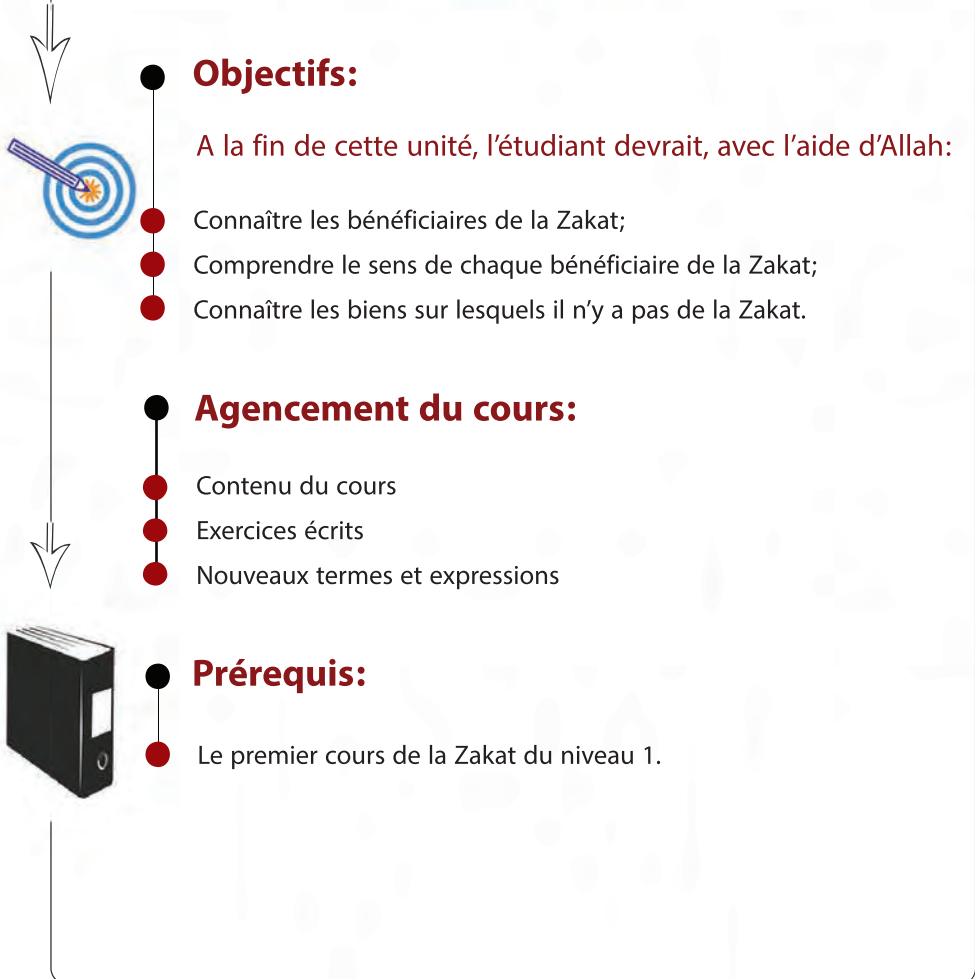 Objectifs:
A la fin de cette unité, l’étudiant devrait, avec l’aide d’Allah:
Connaître les bénéficiaires de la Zakat;
Comprendre le sens de chaque bénéficiaire de la Zakat;
Connaître les biens sur lesquels il n’y a pas de la Zakat.
Agencement du cours:
Contenu du cours
Exercices écrits
Nouveaux termes et expressions
Prérequis:
Le premier cours de la Zakat du niveau 1.